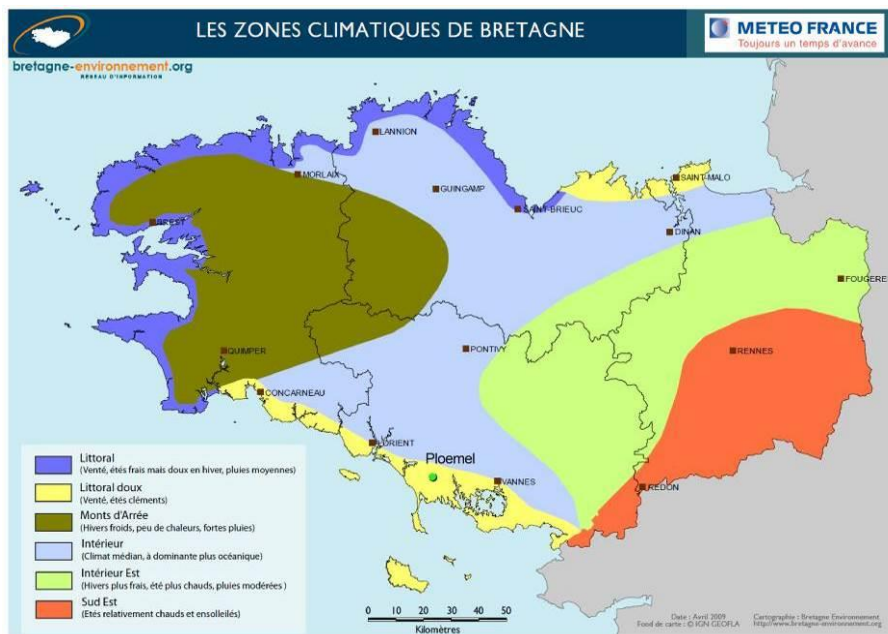 LES ZONES CLIMATIQUES DE BRETAGNE
METEO FRANCE
Toujours un temps d'avance
bretagne-environnement.org
RESEAU D'INFORMATION
LANNION
MORLAIX
GUINGAMP
SAINT-MALO
SAINT-BRIEUC
BREST
DINAN
FOUGERE
QUIMPER
PONTIVY
RENNES
CONCARNEAU
LORIENT
Ploemel
VANNES
REDON
Littoral
(Venté, étés frais mais doux en hiver, pluies moyennes)
Littoral doux
(Venté, étés cléments)
Monts d'Arrée
(Hivers froids, peu de chaleurs, fortes pluies)
Intérieur
(Climat médian, à dominante plus océanique)
Intérieur Est
(Hivers plus frais, été plus chauds, pluies modérées )
Sud Est
(Etés relativement chauds et ensolleilés)
0 10 20 30 40 50
Kilomètres
Date : Avril 2009
Fond de carte : © IGN GEOFLA
Cartographie : Bretagne Environnement
http://www.bretagne-environnement.org